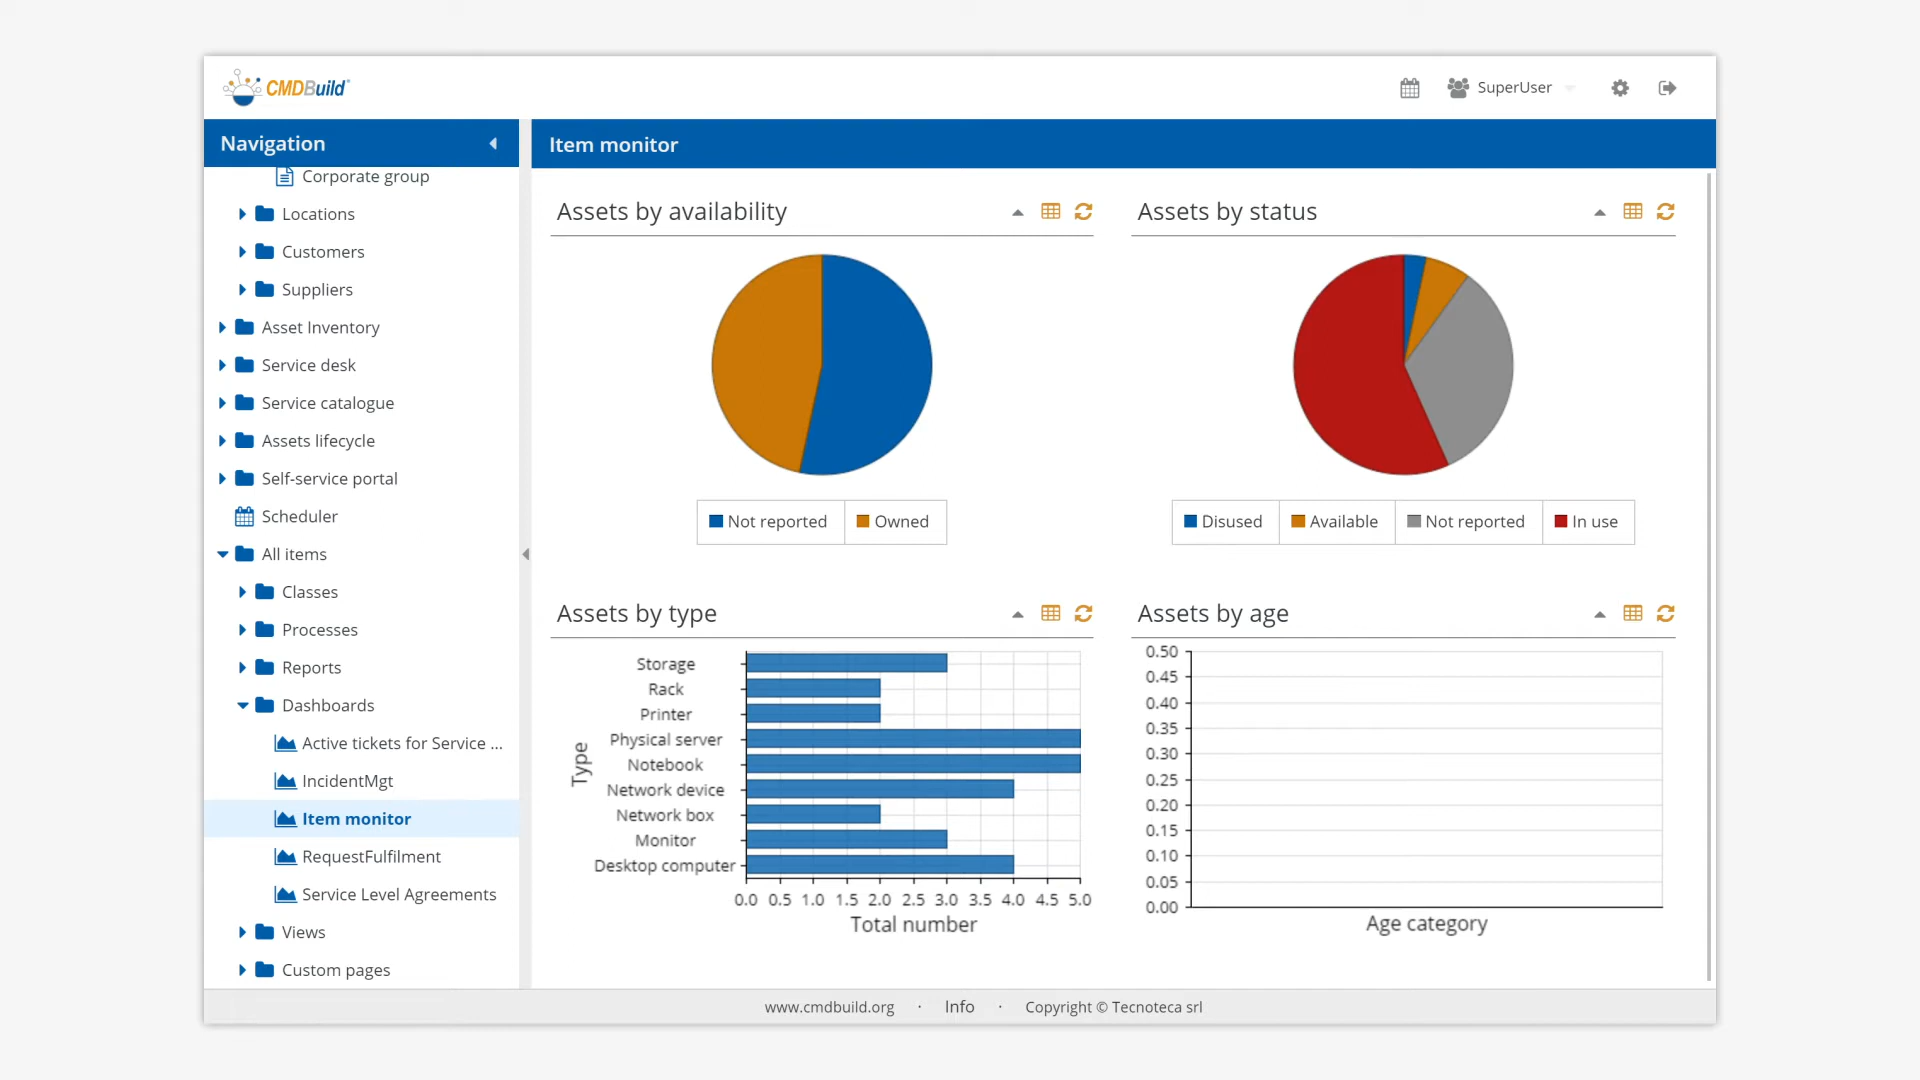 CMDBuild
SuperUser
Navigation
Corporate group
Locations
Customers
Suppliers
Asset Inventory
Service desk
Service catalogue
Assets lifecycle
Self-service portal
Scheduler
All items
Classes
Processes
Reports
Dashboards
Active tickets for Service ...
IncidentMgt
Item monitor
RequestFulfilment
Service Level Agreements
Views
Custom pages
Item monitor
Assets by availability
Not reported
Owned
Assets by status
Disused
Available
Not reported
In use
Assets by type
Type
Storage
Rack
Printer
Physical server
Notebook
Network device
Network box
Monitor
Desktop computer
0.0 0.5 1.0 1.5 2.0 2.5 3.0 3.5 4.0 4.5 5.0
Total number
Assets by age
0.50
0.45
0.40
0.35
0.30
0.25
0.20
0.15
0.10
0.05
0.00
Age category
www.cmdbuild.org · Info · Copyright © Tecnoteca srl